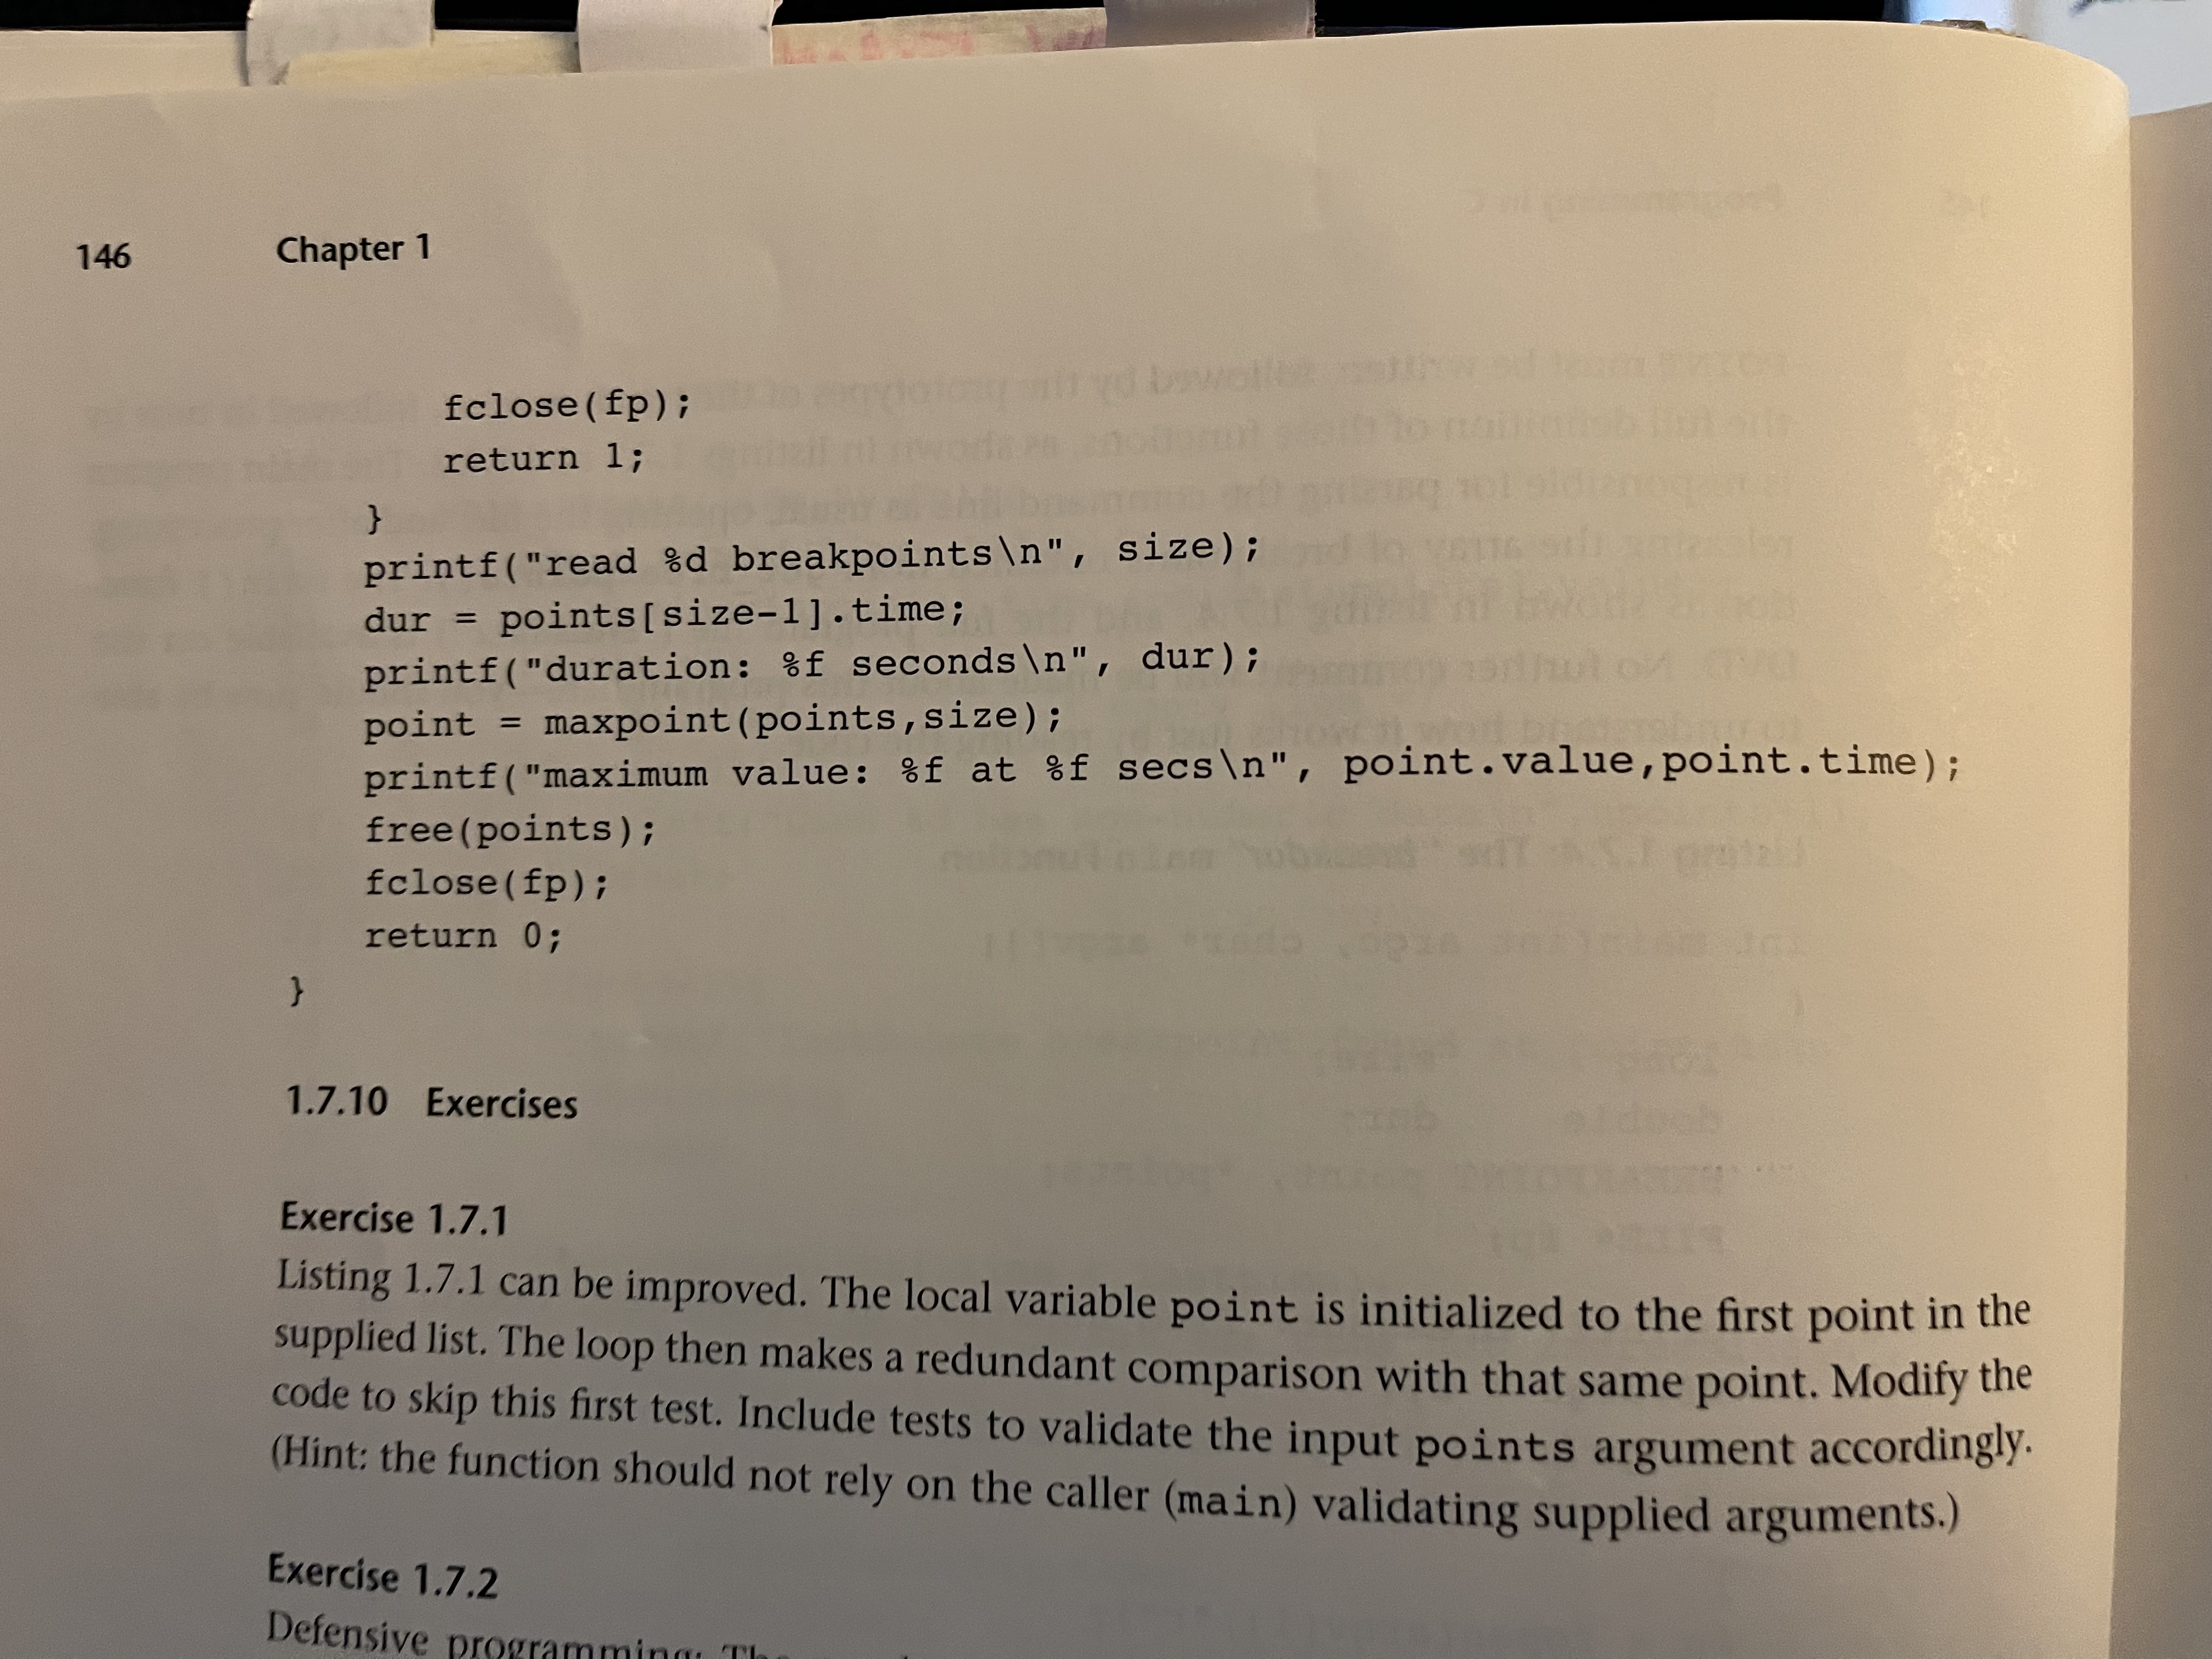 146 Chapter 1
fclose(fp);
return 1;
}
printf("read %d breakpoints\n", size);
dur = points[size-1].time;
printf("duration: %f seconds\n", dur);
point = maxpoint(points,size);
printf("maximum value: %f at %f secs\n", point.value,point.time);
free(points);
fclose(fp);
return 0;
}
1.7.10 Exercises
Exercise 1.7.1
Listing 1.7.1 can be improved. The local variable point is initialized to the first point in the
supplied list. The loop then makes a redundant comparison with that same point. Modify the
code to skip this first test. Include tests to validate the input points argument accordingly.
(Hint: the function should not rely on the caller (main) validating supplied arguments.)
Exercise 1.7.2
Defensive programming: The